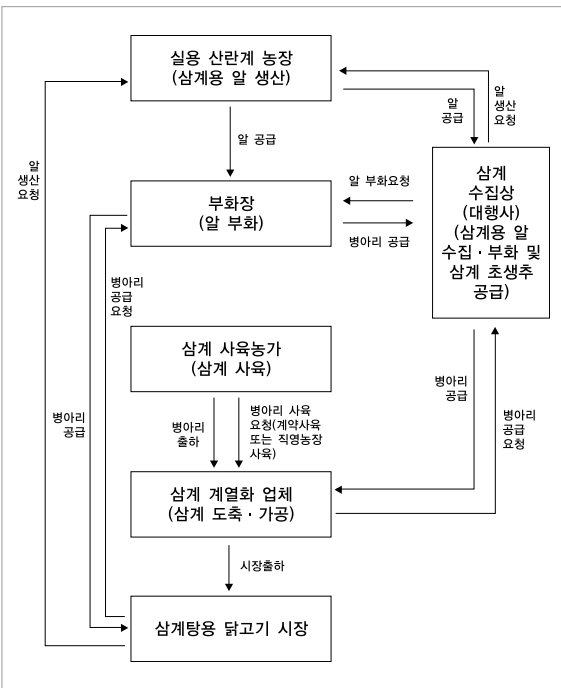 실용 산란계 농장
(삼계용 알 생산)
알
공급
알
생산
요청
알 공급
알
생산
요청
삼계
수집상
(대행사)
(삼계용 알
수집·부화 및
삼계 초생추
공급)
알 부화요청
부화장
(알 부화)
병아리 공급
병아리
공급
요청
삼계 사육농가
(삼계 사육)
병아리
공급
병아리
공급
병아리
출하
병아리 사육
요청(계약사육
또는 직영농장
사육)
병아리
공급
요청
삼계 계열화 업체
(삼계 도축·가공)
시장출하
삼계탕용 닭고기 시장